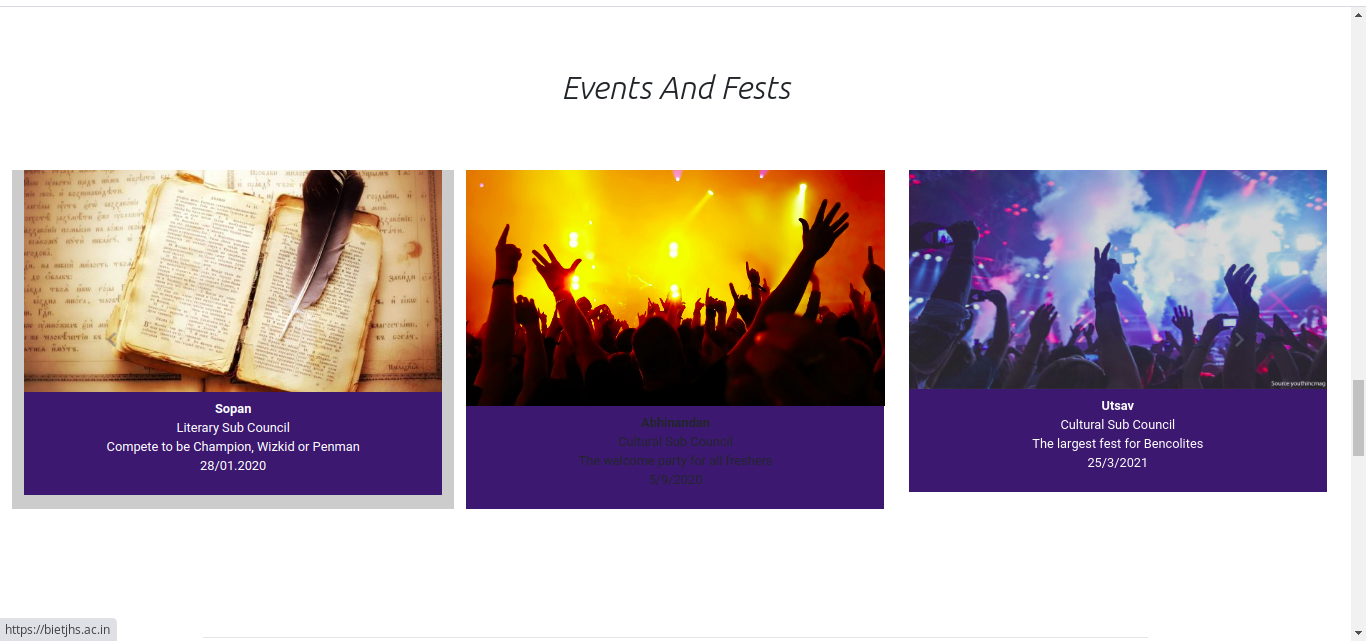 Events And Fests
Sopan
Literary Sub Council
Compete to be Champion, Wizkid or Penman
28/01.2020
Abhinandan
Cultural Sub Council
The welcome party for all freshers
5/9/2020
Source youthincmag
Utsav
Cultural Sub Council
The largest fest for Bencolites
25/3/2021
https://bietjhs.ac.in